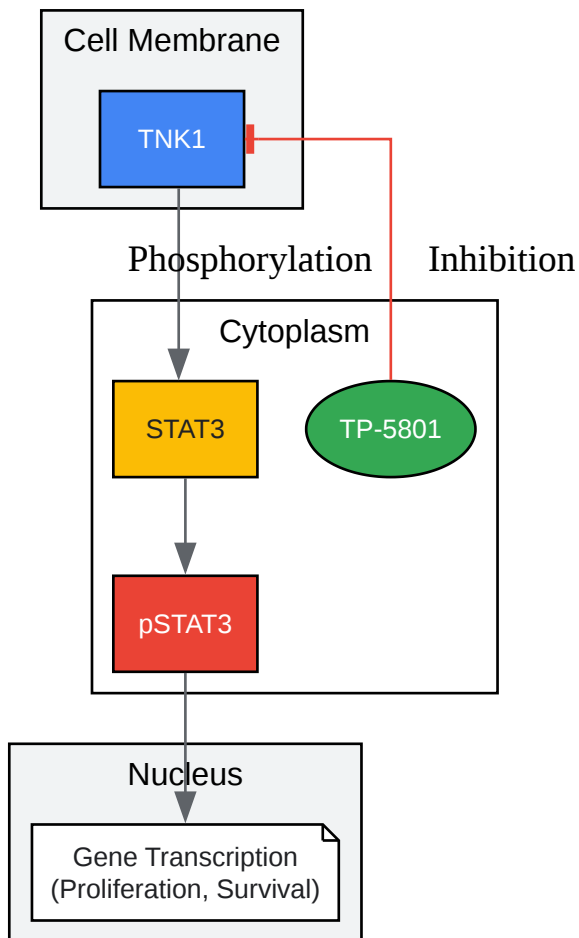 Cell Membrane
TNK1
Phosphorylation
Inhibition
Cytoplasm
STAT3
TP-5801
pSTAT3
Nucleus
Gene Transcription
(Proliferation, Survival)